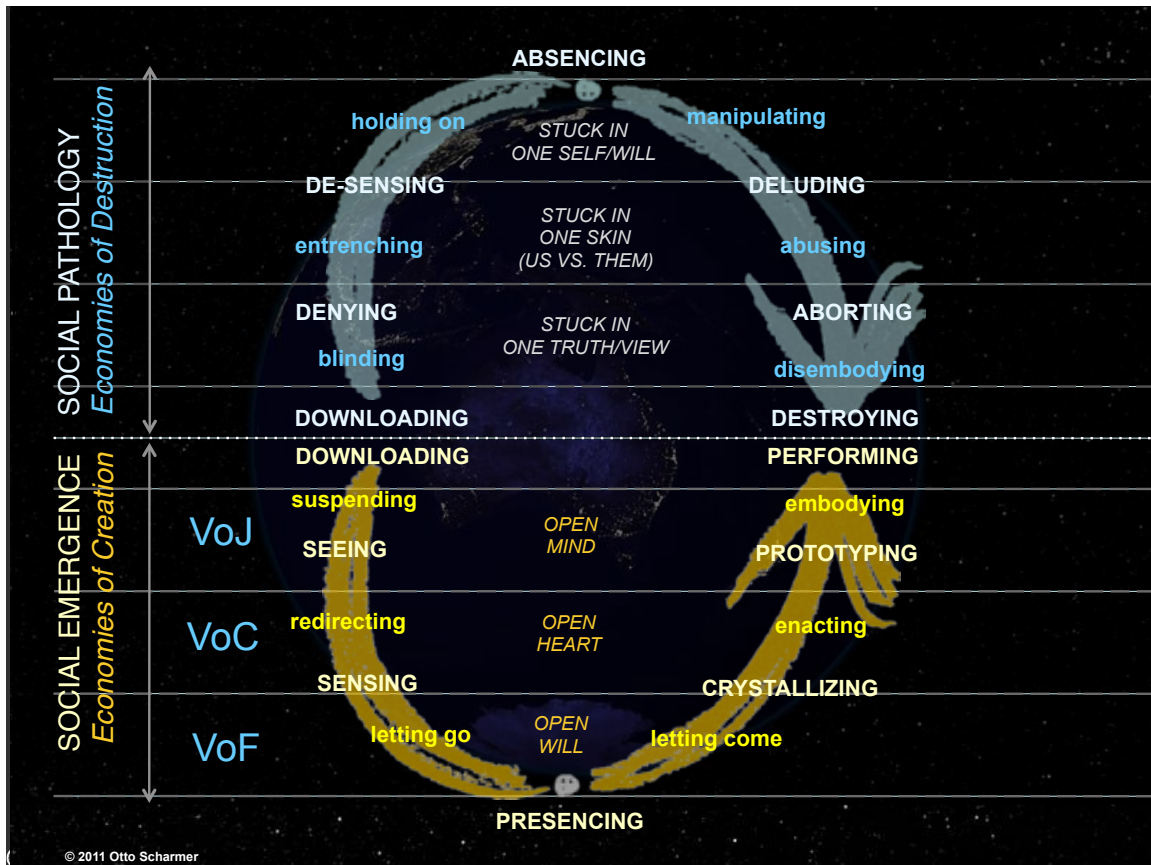 ABSENCING
holding on
manipulating
STUCK IN
ONE SELF/WILL
DE-SENSING
DELUDING
STUCK IN
ONE SKIN
(US VS. THEM)
entrenching
abusing
DENYING
ABORTING
STUCK IN
ONE TRUTH/VIEW
blinding
disembodying
DOWNLOADING
DESTROYING
SOCIAL PATHOLOGY
Economies of Destruction
DOWNLOADING
PERFORMING
suspending
embodying
VoJ
OPEN
MIND
SEEING
PROTOTYPING
redirecting
enacting
VoC
OPEN
HEART
SENSING
CRYSTALLIZING
letting go
letting come
VoF
OPEN
WILL
SOCIAL EMERGENCE
Economies of Creation
PRESENCING
© 2011 Otto Scharmer